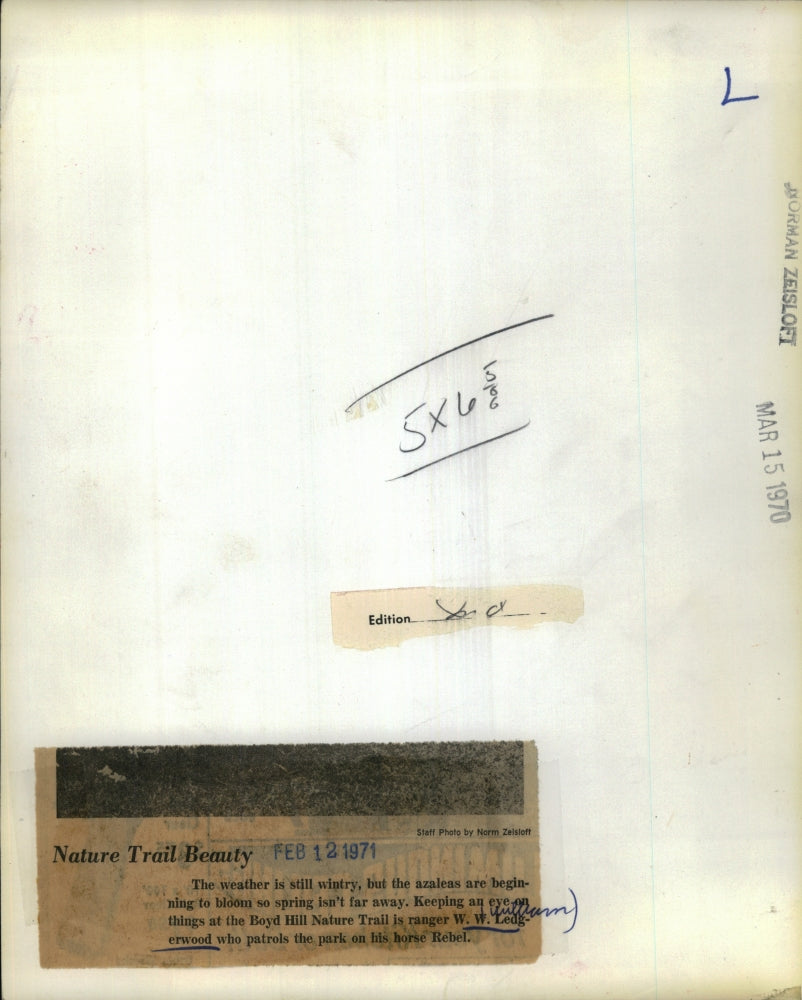 L
NORMAN ZEISLOFT
MAR 15 1970
5x6
Edition
Staff Photo by Norm Zeisloft
Nature Trail Beauty FEB 12 1971
The weather is still wintry, but the azaleas are begin-
ning to bloom so spring isn't far away. Keeping an eye on
things at the Boyd Hill Nature Trail is ranger W. W. Ledg-
(William)
erwood who patrols the park on his horse Rebel.